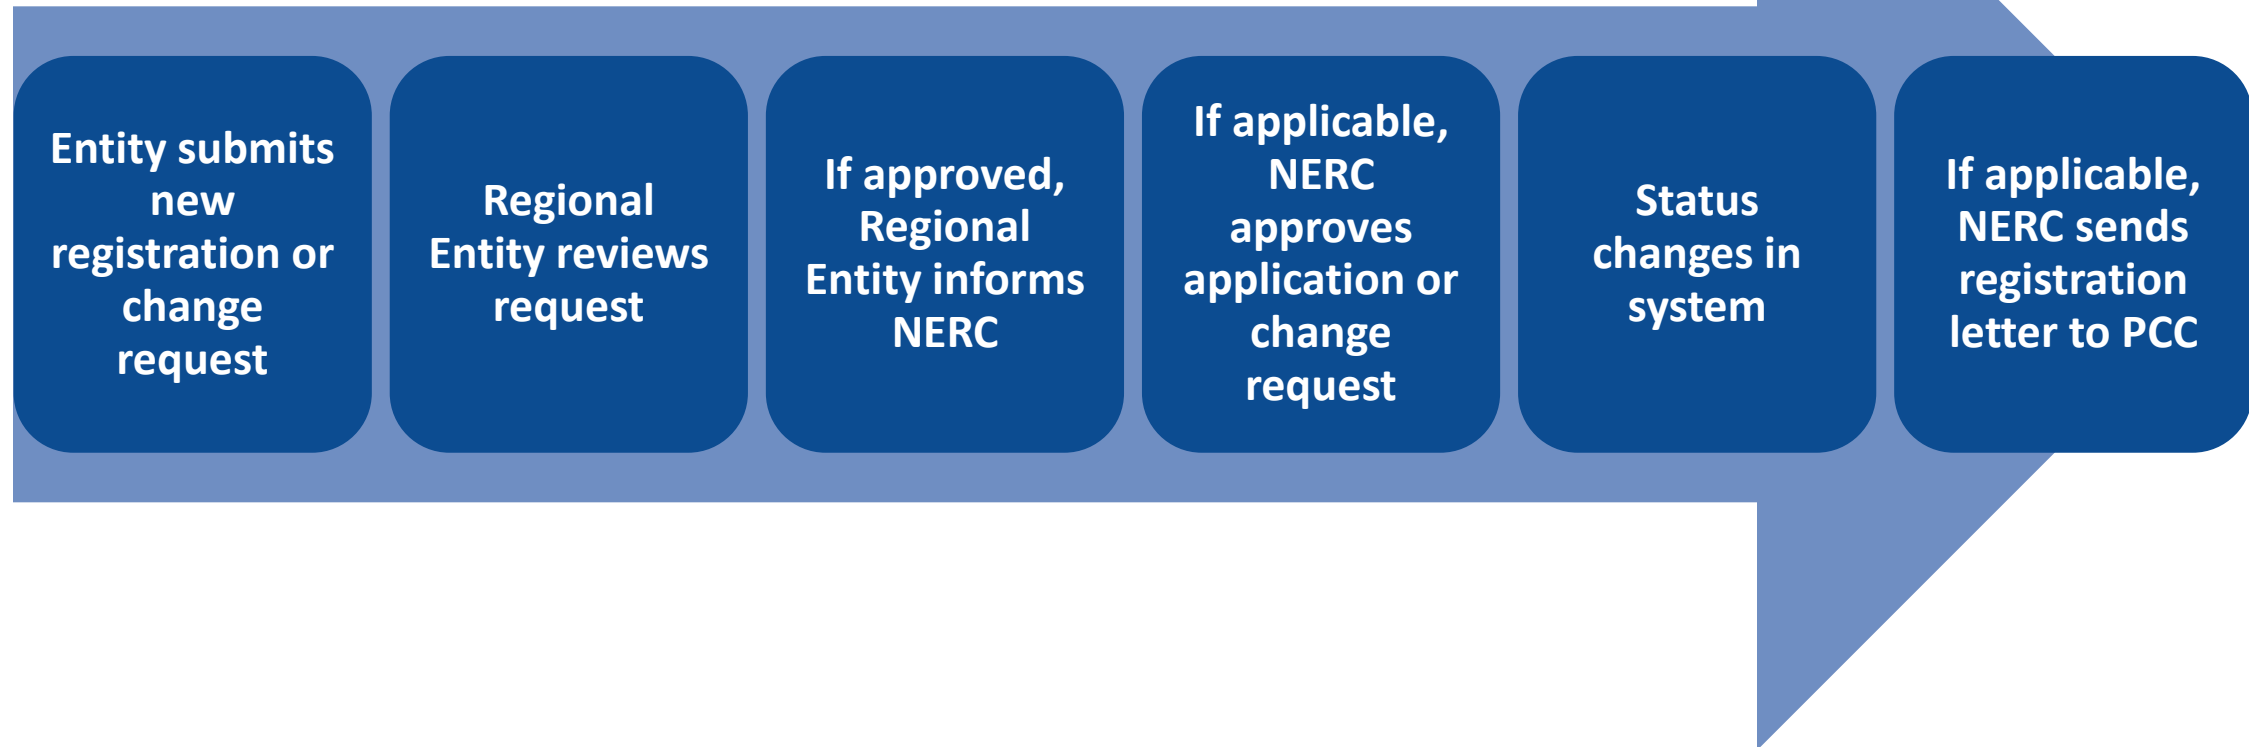 Entity submits
new
registration or
change
request
Regional
Entity reviews
request
If approved,
Regional
Entity informs
NERC
If applicable,
NERC
approves
application or
change
request
Status
changes in
system
If applicable,
NERC sends
registration
letter to PCC